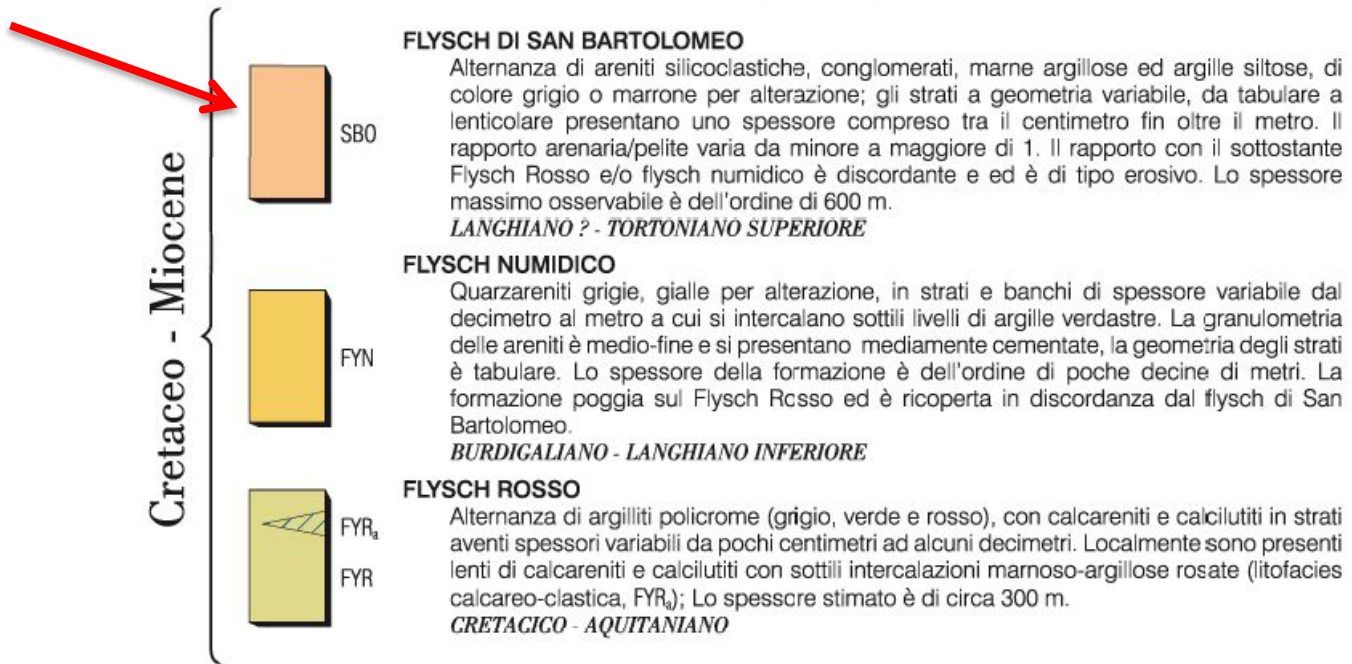 Cretaceo - Miocene
SBO
FLYSCH DI SAN BARTOLOMEO
Alternanza di areniti silicoclastiche, conglomerati, marne argillose ed argille siltose, di
colore grigio o marrone per alterazione; gli strati a geometria variabile, da tabulare a
lenticolare presentano uno spessore compreso tra il centimetro fin oltre il metro. Il
rapporto arenaria/pelite varia da minore a maggiore di 1. Il rapporto con il sottostante
Flysch Rosso e/o flysch numidico è discordante e ed è di tipo erosivo. Lo spessore
massimo osservabile è dell'ordine di 600 m.
LANGHIANO ? - TORTONIANO SUPERIORE
FYN
FLYSCH NUMIDICO
Quarzareniti grigie, gialle per alterazione, in strati e banchi di spessore variabile dal
decimetro al metro a cui si intercalano sottili livelli di argille verdastre. La granulometria
delle areniti è medio-fine e si presentano mediamente cementate, la geometria degli strati
è tabulare. Lo spessore della formazione è dell'ordine di poche decine di metri. La
formazione poggia sul Flysch Rosso ed è ricoperta in discordanza dal flysch di San
Bartolomeo.
BURDIGALIANO - LANGHIANO INFERIORE
FYRa
FYR
FLYSCH ROSSO
Alternanza di argilliti policrome (grigio, verde e rosso), con calcareniti e calcilutiti in strati
aventi spessori variabili da pochi centimetri ad alcuni decimetri. Localmente sono presenti
lenti di calcareniti e calcilutiti con sottili intercalazioni marnoso-argillose rosate (litofacies
calcareo-clastica, FYRa); Lo spessore stimato è di circa 300 m.
CRETACICO - AQUITANIANO